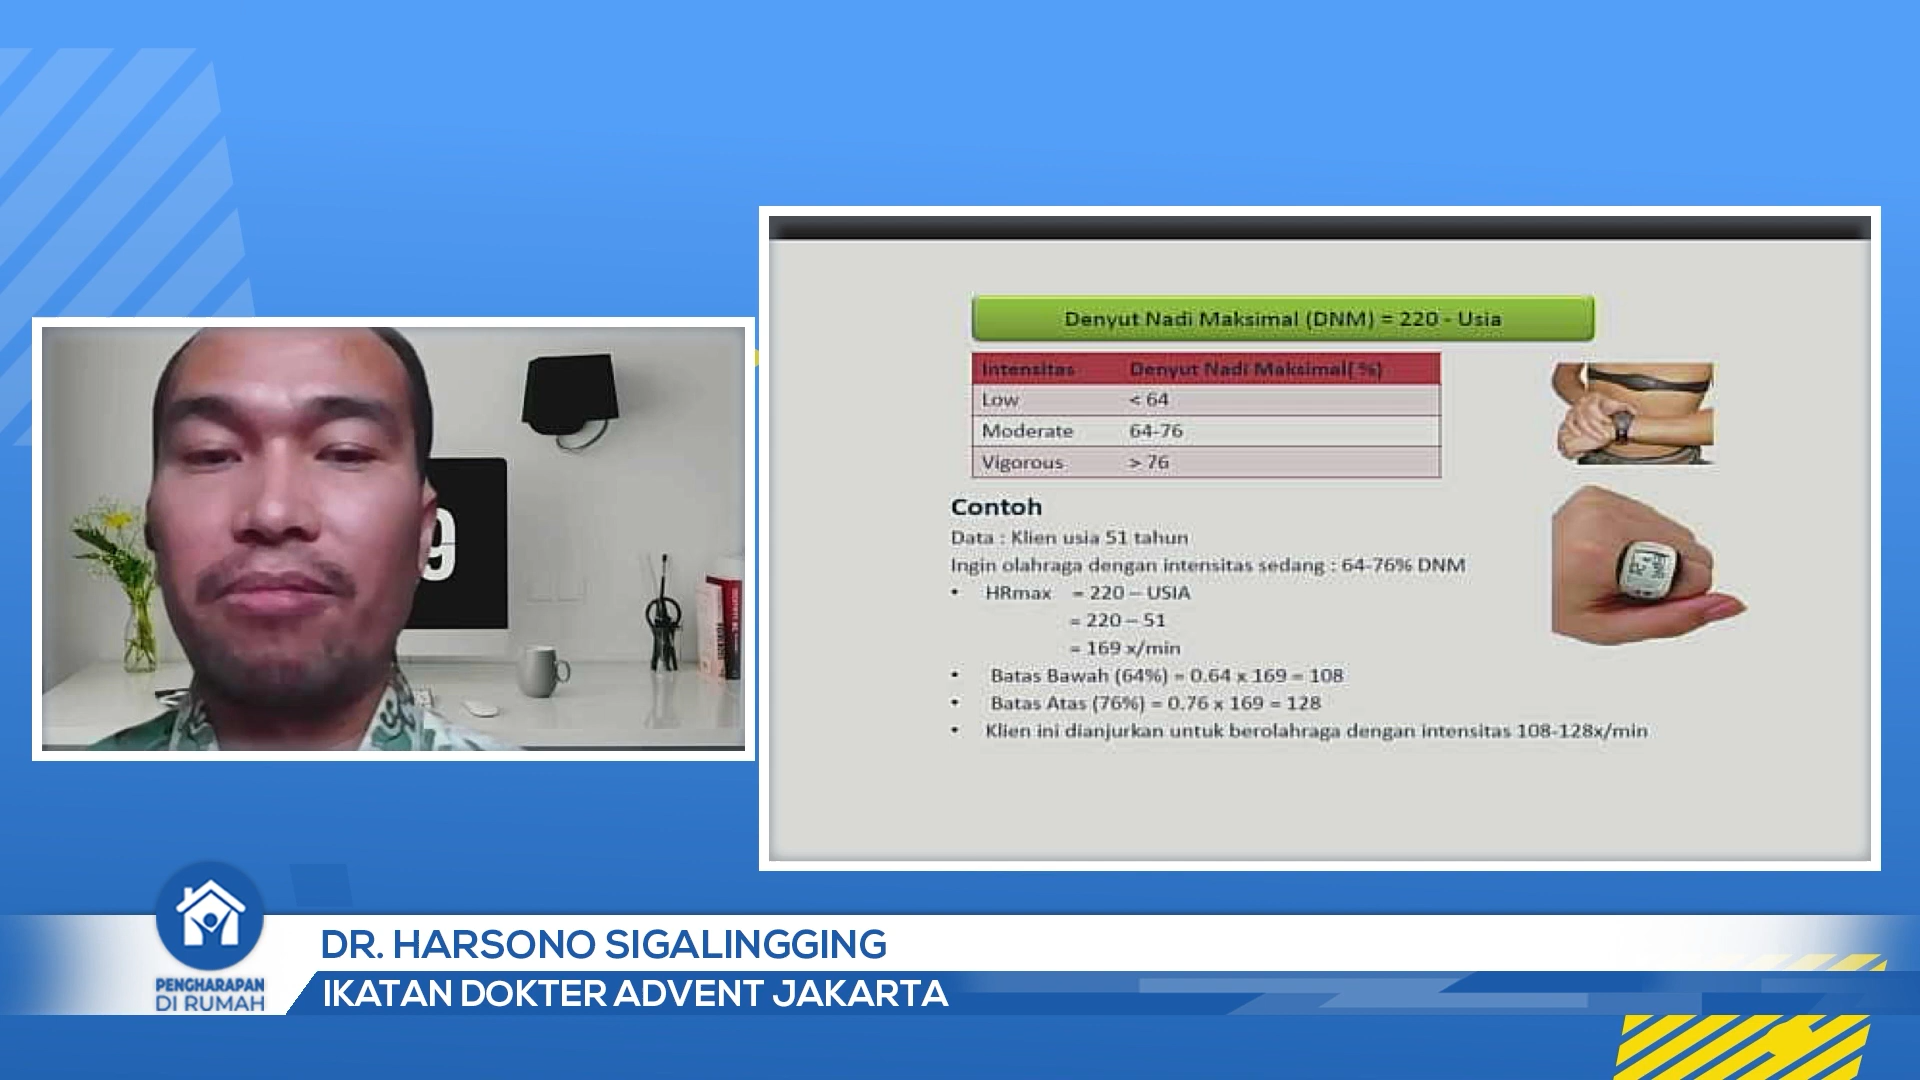 Denyut Nadi Maksimal (DNM) = 220 - Usia
Intensitas Denyut Nadi Maksimal(%)
Low < 64
Moderate 64-76
Vigorous > 76
Contoh
Data : Klien usia 51 tahun
Ingin olahraga dengan intensitas sedang : 64-76% DNM
• HRmax = 220 – USIA
= 220 – 51
= 169 x/min
• Batas Bawah (64%) = 0.64 x 169 = 108
• Batas Atas (76%) = 0.76 x 169 = 128
• Klien ini dianjurkan untuk berolahraga dengan intensitas 108-128x/min
9
PENGHARAPAN
DI RUMAH
DR. HARSONO SIGALINGGING
IKATAN DOKTER ADVENT JAKARTA